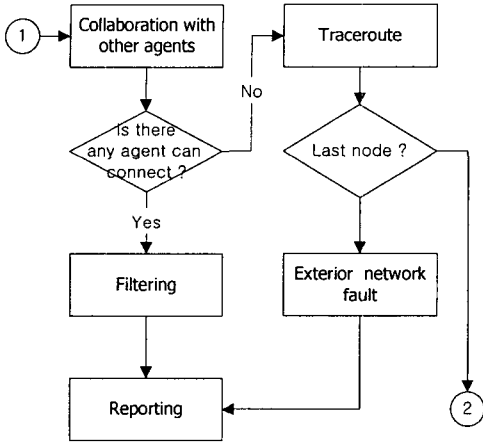 1
Collaboration with
other agents
Traceroute
No
Is there
any agent can
connect ?
Last node ?
Yes
Filtering
Exterior network
fault
Reporting
2